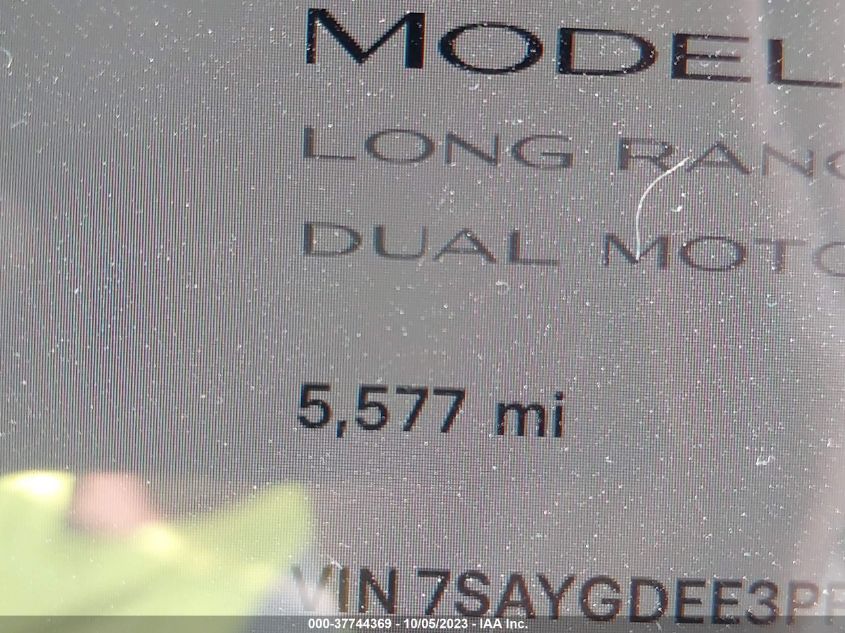 MODEL
LONG RANG
DUAL MOTO
5,577 mi
VIN 7SAYGDEE3P
000-37744369 - 10/05/2023 - IAA Inc.